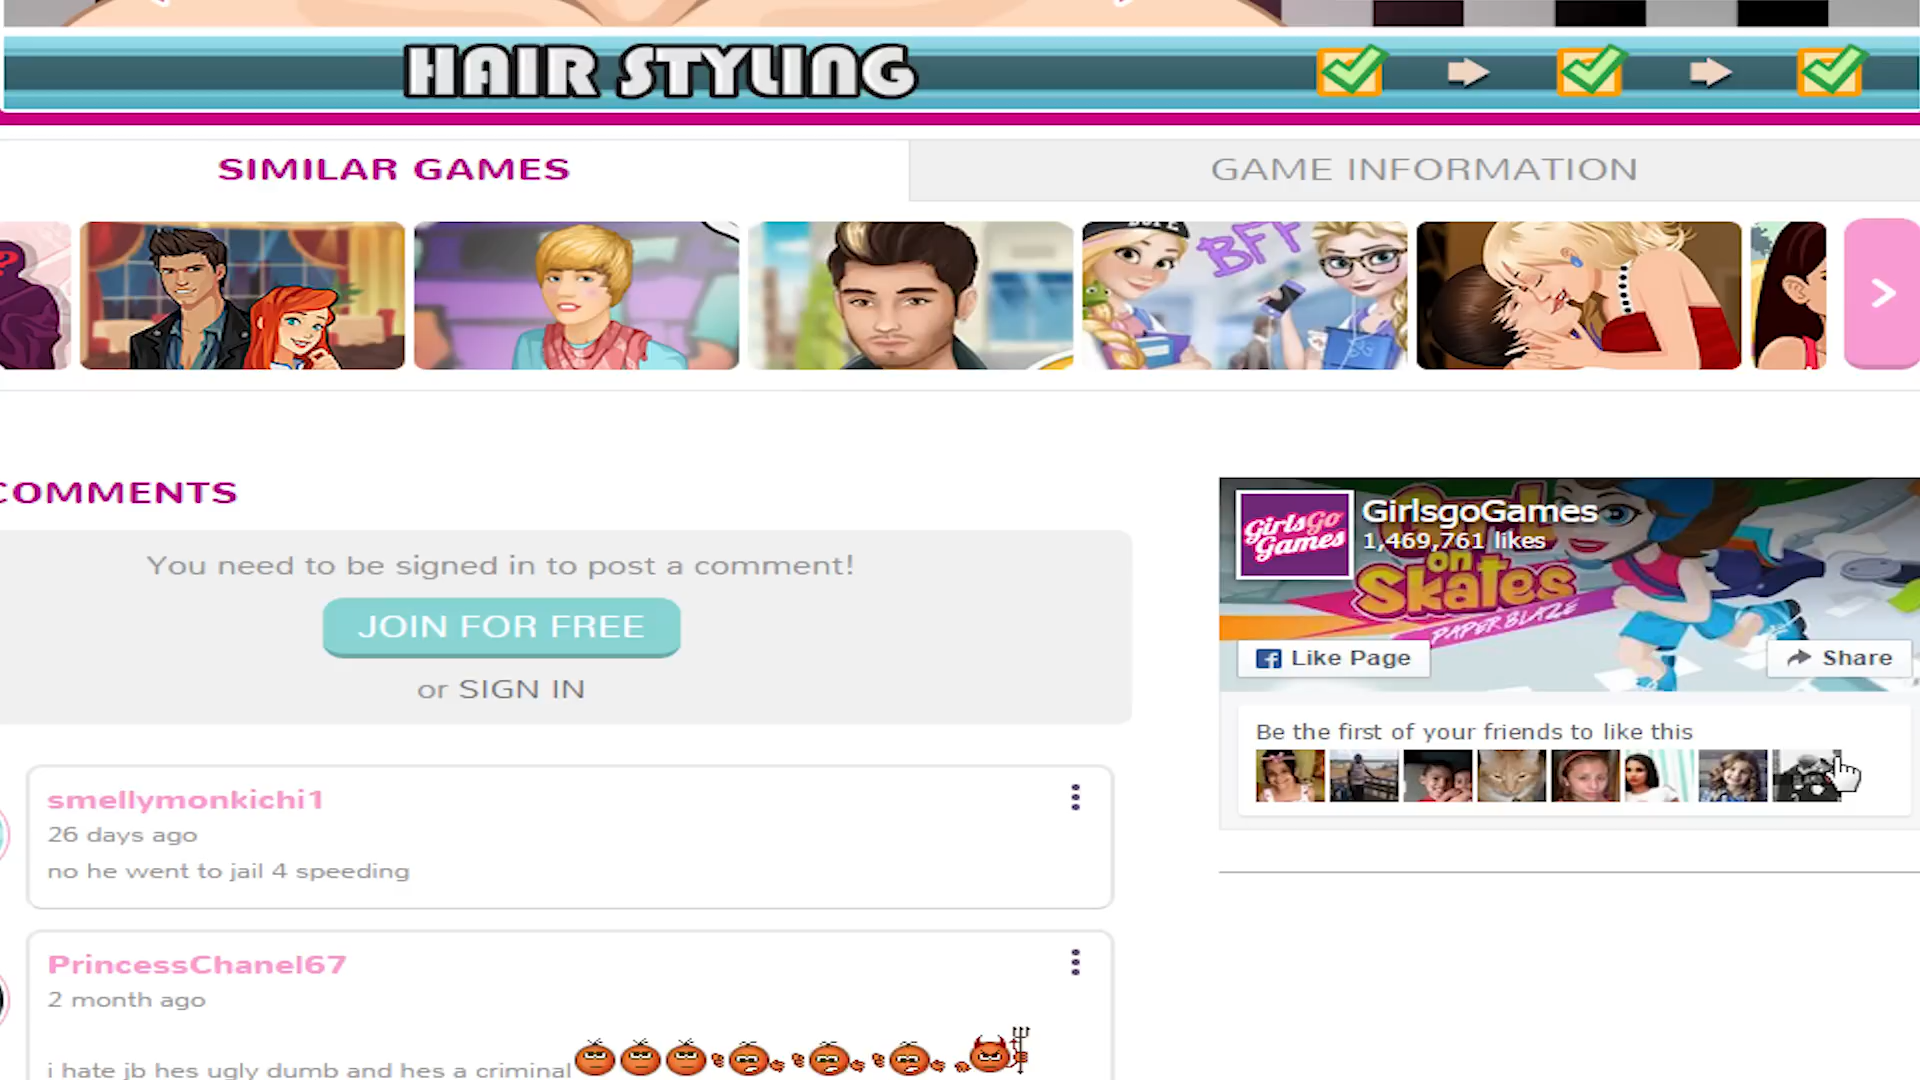 HAIR STYLING
SIMILAR GAMES
GAME INFORMATION
BFF
COMMENTS
You need to be signed in to post a comment!
JOIN FOR FREE
or SIGN IN
GirlsGo
Games
GirlsgoGames
1,469,761 likes
on
Skates
PAPER BLAZE
Like Page
Share
Be the first of your friends to like this
smellymonkichi1
26 days ago
no he went to jail 4 speeding
PrincessChanel67
2 month ago
i hate jb hes ugly dumb and hes a criminal